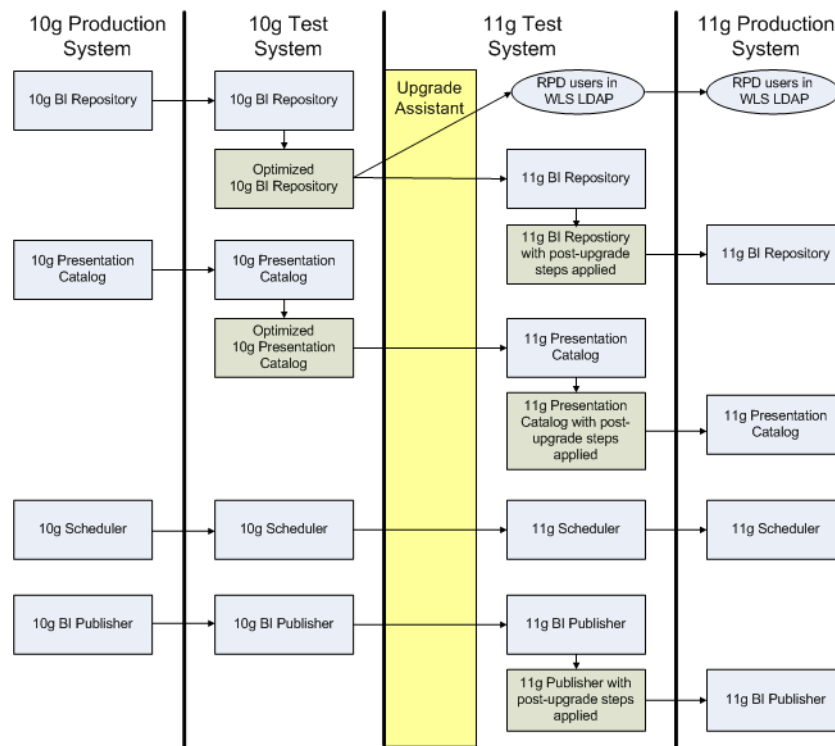 10g Production
System
10g Test
System
11g Test
System
11g Production
System
10g BI Repository
10g BI Repository
Upgrade
Assistant
RPD users in
WLS LDAP
RPD users in
WLS LDAP
Optimized
10g BI Repository
11g BI Repository
11g BI Repostiory
with post-upgrade
steps applied
11g BI Repository
10g Presentation
Catalog
10g Presentation
Catalog
Optimized
10g Presentation
Catalog
11g Presentation
Catalog
11g Presentation
Catalog with post-
upgrade steps
applied
11g Presentation
Catalog
10g Scheduler
10g Scheduler
11g Scheduler
11g Scheduler
10g BI Publisher
10g BI Publisher
11g BI Publisher
11g Publisher with
post-upgrade steps
applied
11g BI Publisher